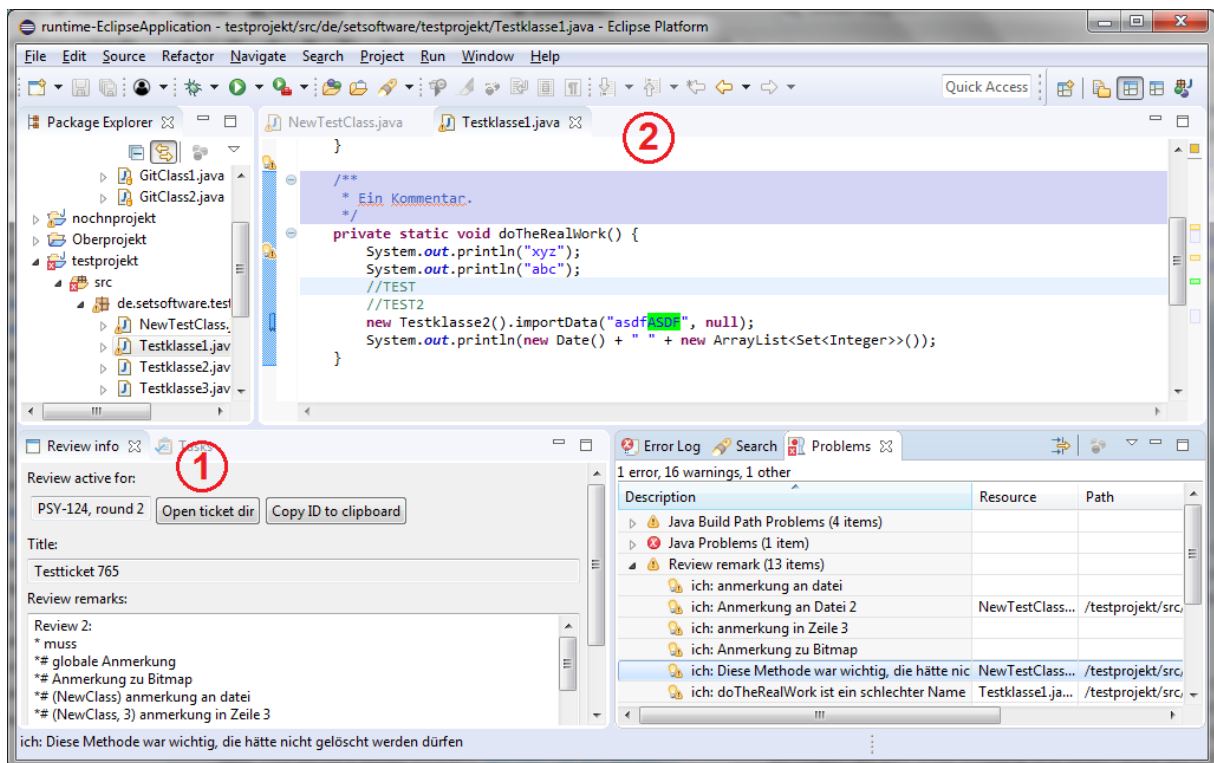 runtime-EclipseApplication - testprojekt/src/de/setsoftware/testprojekt/Testklasse1.java - Eclipse Platform
File Edit Source Refactor Navigate Search Project Run Window Help
Quick Access
Package Explorer
NewTestClass.java Testklasse1.java
2
GitClass1.java
GitClass2.java
nochnprojekt
Oberprojekt
testprojekt
src
de.setsoftware.test
NewTestClass.
Testklasse1.jav
Testklasse2.jav
Testklasse3.jav
}
/**
* Ein Kommentar.
*/
private static void doTheRealWork() {
System.out.println("xyz");
System.out.println("abc");
//TEST
//TEST2
new Testklasse2().importData("asdfASDF", null);
System.out.println(new Date() + " " + new ArrayList<Set<Integer>>());
}
Review info Tasks
1
Review active for:
PSY-124, round 2 Open ticket dir Copy ID to clipboard
Title:
Testticket 765
Review remarks:
Review 2:
* muss
*# globale Anmerkung
*# Anmerkung zu Bitmap
*# (NewClass) anmerkung an datei
*# (NewClass, 3) anmerkung in Zeile 3
Error Log Search Problems
1 error, 16 warnings, 1 other
Description Resource Path
Java Build Path Problems (4 items)
Java Problems (1 item)
Review remark (13 items)
ich: anmerkung an datei
ich: Anmerkung an Datei 2 NewTestClass... /testprojekt/src,
ich: anmerkung in Zeile 3
ich: Anmerkung zu Bitmap
ich: Diese Methode war wichtig, die hätte nic NewTestClass... /testprojekt/src,
ich: doTheRealWork ist ein schlechter Name Testklasse1.ja... /testprojekt/src,
ich: Diese Methode war wichtig, die hätte nicht gelöscht werden dürfen